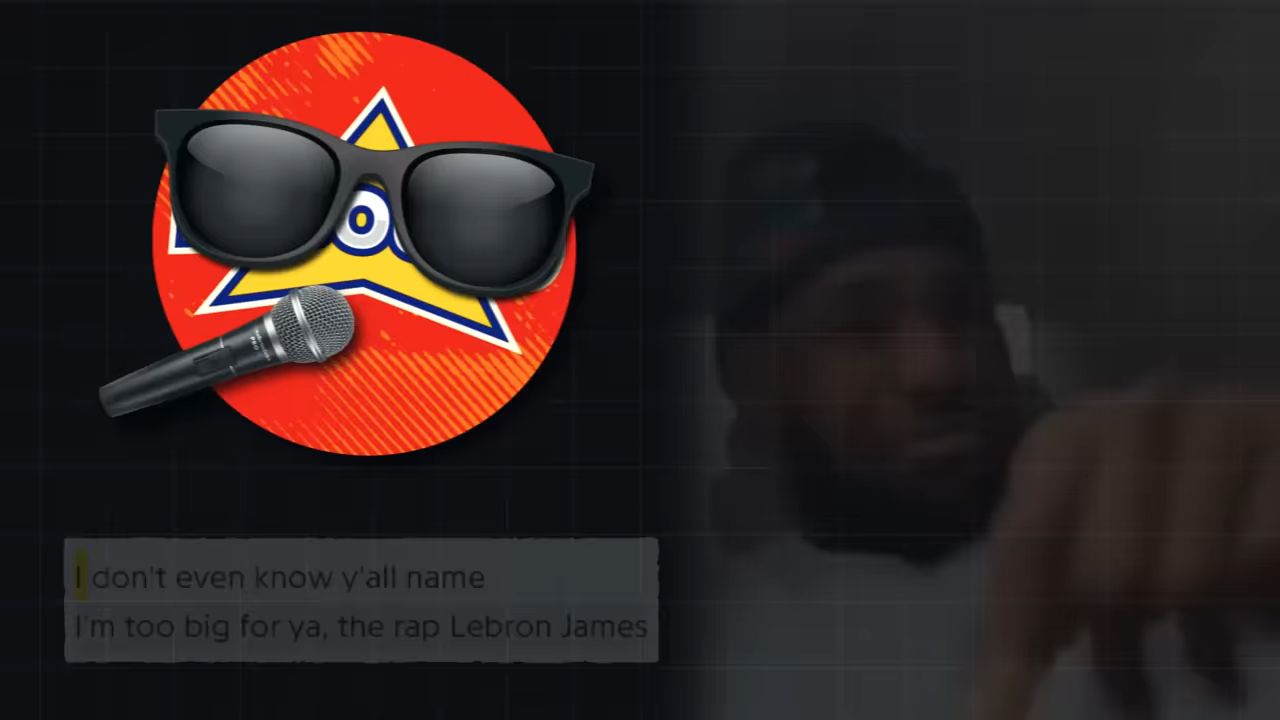 I don't even know y'all name
I'm too big for ya, the rap Lebron James